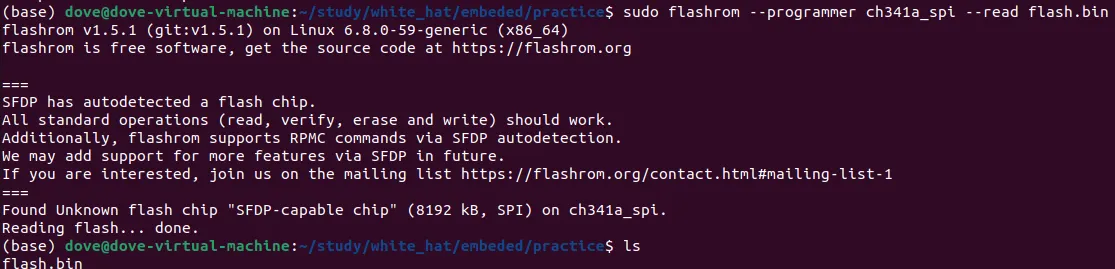 (base) dove@dove-virtual-machine:~/study/white_hat/embeded/practice$ sudo flashrom --programmer ch341a_spi --read flash.bin
flashrom v1.5.1 (git:v1.5.1) on Linux 6.8.0-59-generic (x86_64)
flashrom is free software, get the source code at https://flashrom.org

===
SFDP has autodetected a flash chip.
All standard operations (read, verify, erase and write) should work.
Additionally, flashrom supports RPMC commands via SFDP autodetection.
We may add support for more features via SFDP in future.
If you are interested, join us on the mailing list https://flashrom.org/contact.html#mailing-list-1
===
Found Unknown flash chip "SFDP-capable chip" (8192 kB, SPI) on ch341a_spi.
Reading flash... done.
(base) dove@dove-virtual-machine:~/study/white_hat/embeded/practice$ ls
flash.bin